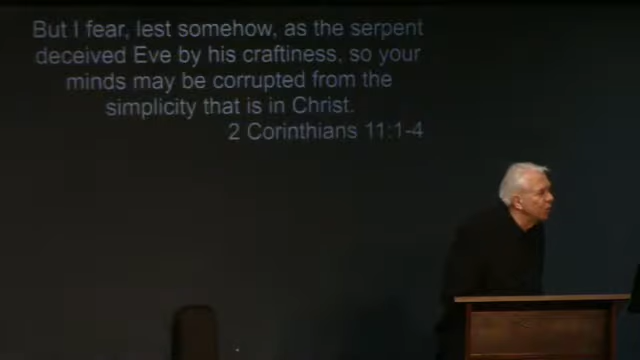 But I fear, lest somehow, as the serpent
deceived Eve by his craftiness, so your
minds may be corrupted from the
simplicity that is in Christ.
2 Corinthians 11:1-4